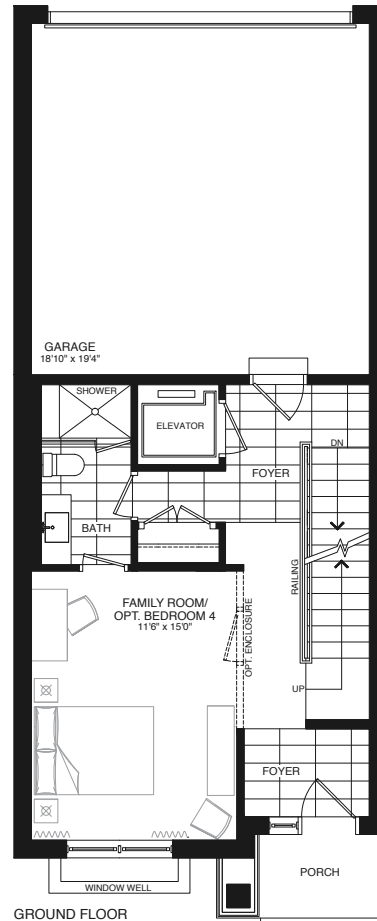 GARAGE
18'10" x 19'4"
SHOWER
ELEVATOR
DN
FOYER
BATH
RAILING
FAMILY ROOM/
OPT. BEDROOM 4
11'6" x 15'0"
OPT. ENCLOSURE
UP
FOYER
PORCH
WINDOW WELL
GROUND FLOOR